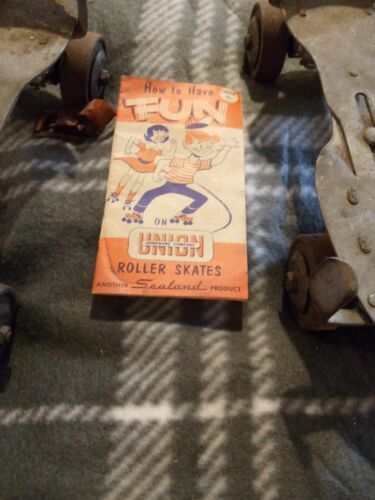 How to Have
FUN
ON
UNION
HARDWARE COMPANY
ROLLER SKATES
ANOTHER Sealand PRODUCT